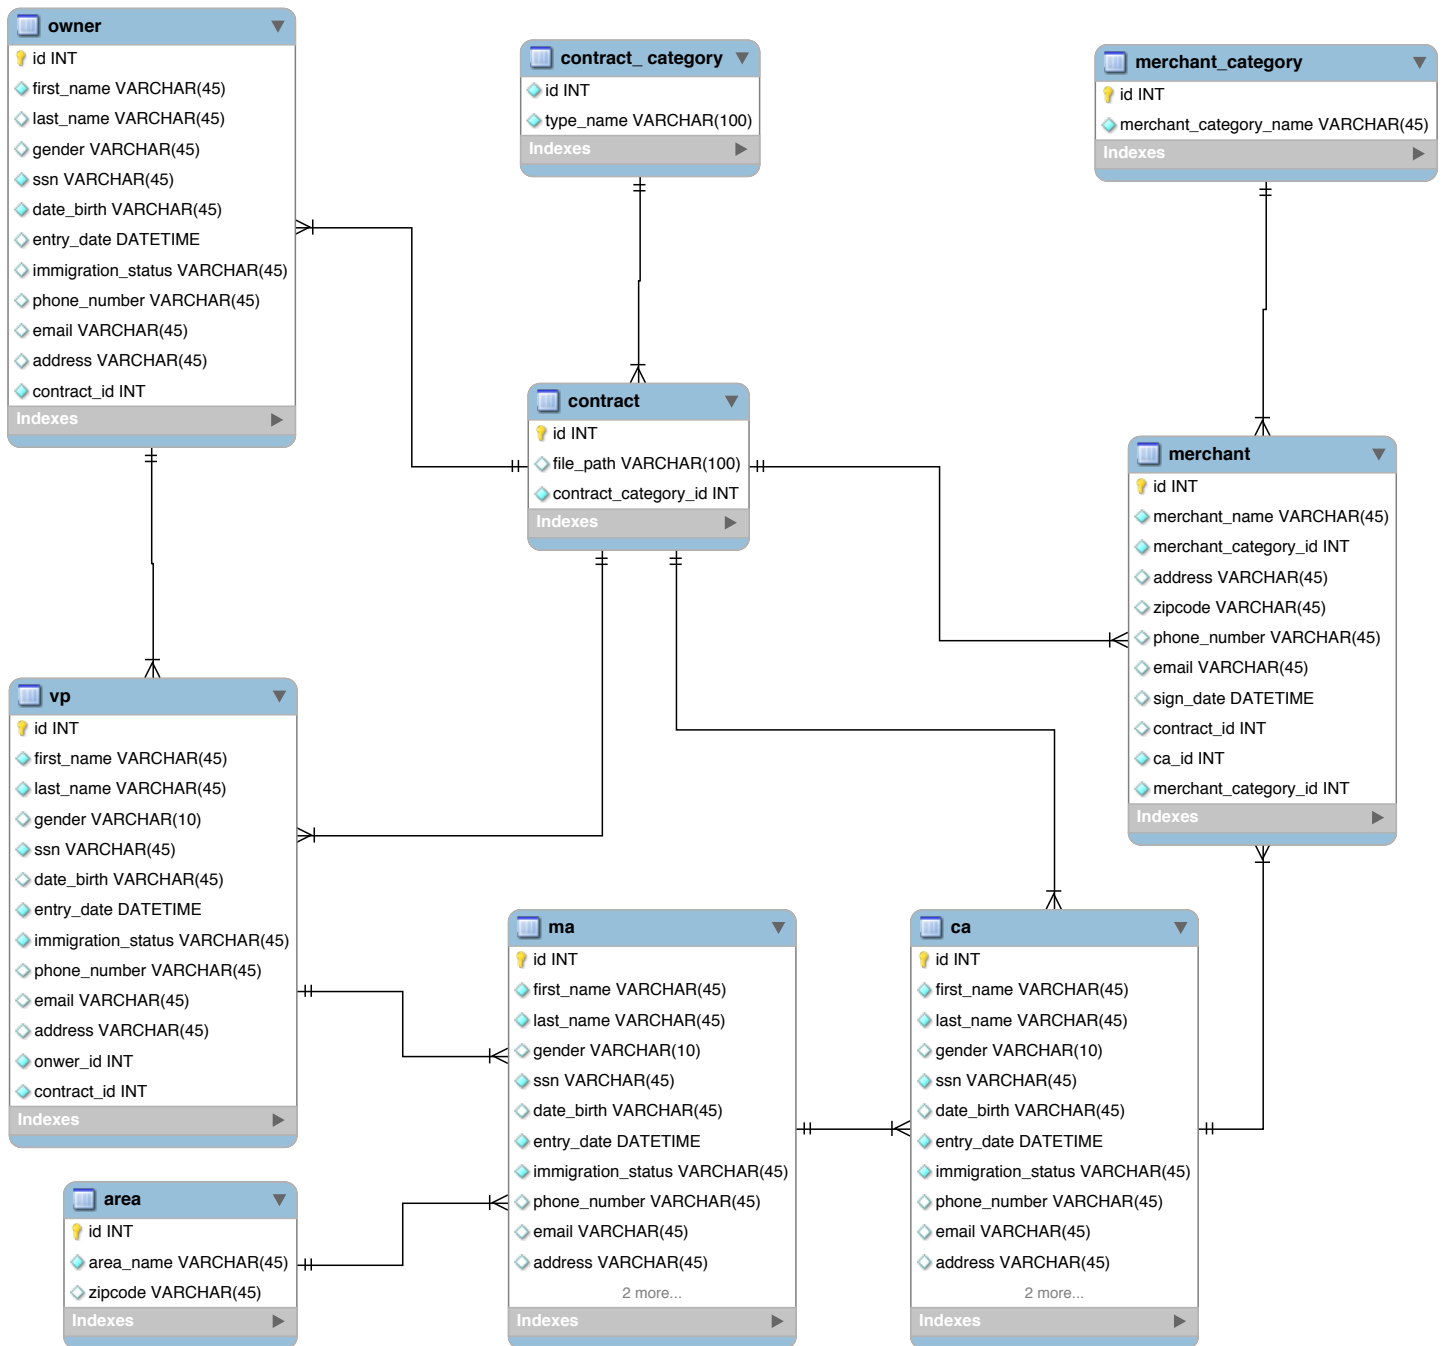 owner
id INT
first_name VARCHAR(45)
last_name VARCHAR(45)
gender VARCHAR(45)
ssn VARCHAR(45)
date_birth VARCHAR(45)
entry_date DATETIME
immigration_status VARCHAR(45)
phone_number VARCHAR(45)
email VARCHAR(45)
address VARCHAR(45)
contract_id INT
Indexes
contract_ category
id INT
type_name VARCHAR(100)
Indexes
merchant_category
id INT
merchant_category_name VARCHAR(45)
Indexes
contract
id INT
file_path VARCHAR(100)
contract_category_id INT
Indexes
merchant
id INT
merchant_name VARCHAR(45)
merchant_category_id INT
address VARCHAR(45)
zipcode VARCHAR(45)
phone_number VARCHAR(45)
email VARCHAR(45)
sign_date DATETIME
contract_id INT
ca_id INT
merchant_category_id INT
Indexes
vp
id INT
first_name VARCHAR(45)
last_name VARCHAR(45)
gender VARCHAR(10)
ssn VARCHAR(45)
date_birth VARCHAR(45)
entry_date DATETIME
immigration_status VARCHAR(45)
phone_number VARCHAR(45)
email VARCHAR(45)
address VARCHAR(45)
onwer_id INT
contract_id INT
Indexes
ma
id INT
first_name VARCHAR(45)
last_name VARCHAR(45)
gender VARCHAR(10)
ssn VARCHAR(45)
date_birth VARCHAR(45)
entry_date DATETIME
immigration_status VARCHAR(45)
phone_number VARCHAR(45)
email VARCHAR(45)
address VARCHAR(45)
2 more...
Indexes
ca
id INT
first_name VARCHAR(45)
last_name VARCHAR(45)
gender VARCHAR(10)
ssn VARCHAR(45)
date_birth VARCHAR(45)
entry_date DATETIME
immigration_status VARCHAR(45)
phone_number VARCHAR(45)
email VARCHAR(45)
address VARCHAR(45)
2 more...
Indexes
area
id INT
area_name VARCHAR(45)
zipcode VARCHAR(45)
Indexes